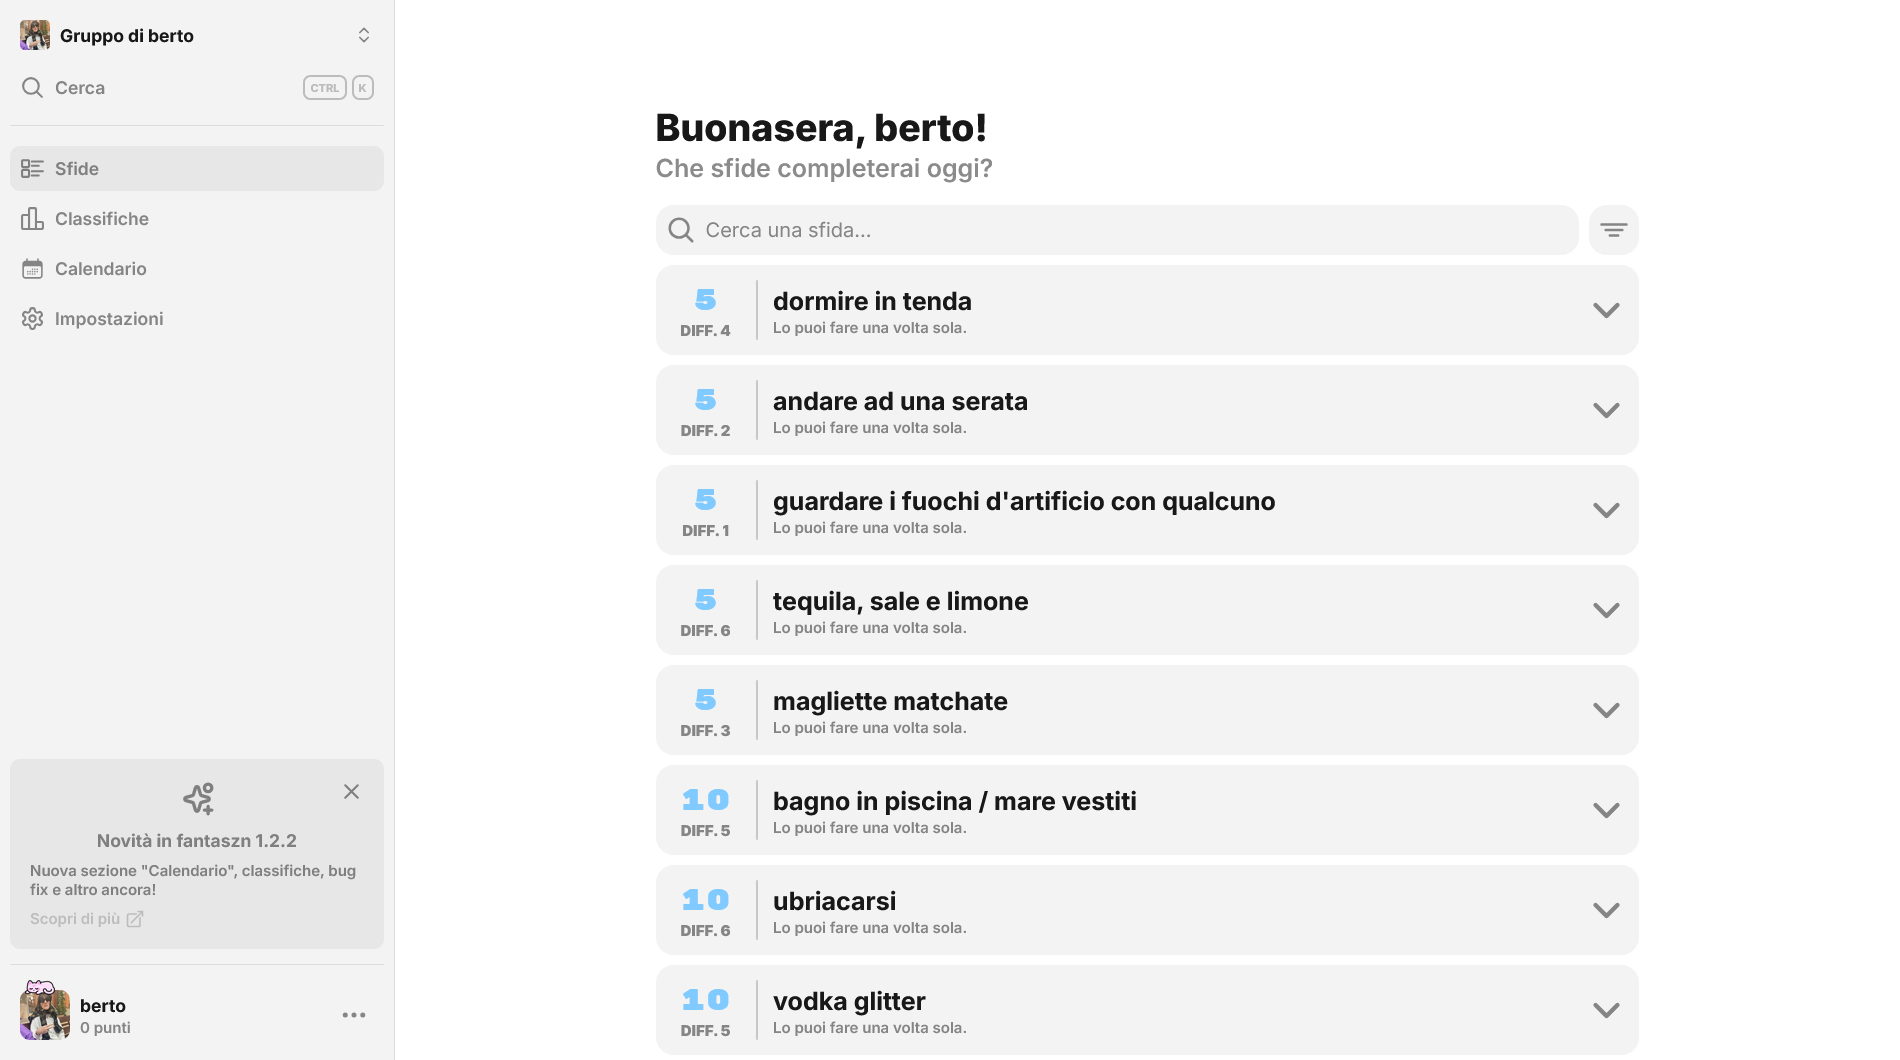 Gruppo di berto
Cerca
CTRL K
Sfide
Classifiche
Calendario
Impostazioni
Novità in fantaszn 1.2.2
Nuova sezione "Calendario", classifiche, bug
fix e altro ancora!
Scopri di più
berto
0 punti
Buonasera, berto!
Che sfide completerai oggi?
Cerca una sfida...
5
DIFF. 4
dormire in tenda
Lo puoi fare una volta sola.
5
DIFF. 2
andare ad una serata
Lo puoi fare una volta sola.
5
DIFF. 1
guardare i fuochi d'artificio con qualcuno
Lo puoi fare una volta sola.
5
DIFF. 6
tequila, sale e limone
Lo puoi fare una volta sola.
5
DIFF. 3
magliette matchate
Lo puoi fare una volta sola.
10
DIFF. 5
bagno in piscina / mare vestiti
Lo puoi fare una volta sola.
10
DIFF. 6
ubriacarsi
Lo puoi fare una volta sola.
10
DIFF. 5
vodka glitter
Lo puoi fare una volta sola.